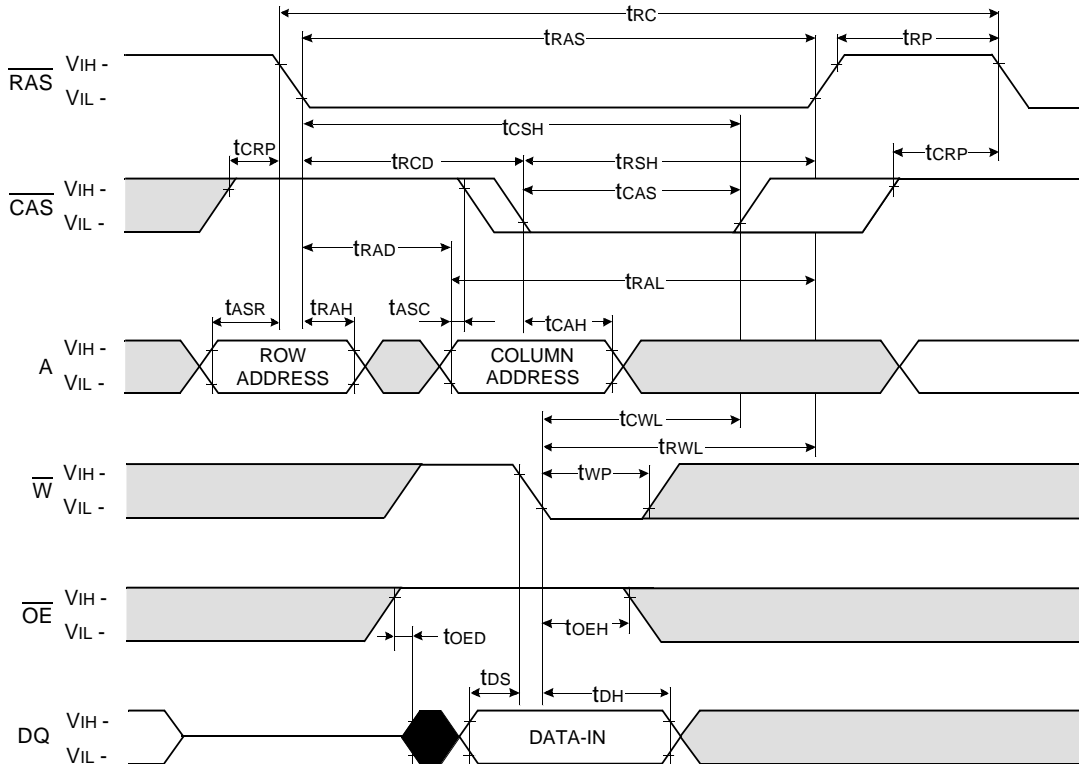 tRC
tRAS
tRP
RAS
VIH -
VIL -
tCSH
tCRP
tRCD
tRSH
tCRP
CAS
VIH -
VIL -
tCAS
tRAD
tRAL
tASR
tRAH
tASC
tCAH
A
VIH -
VIL -
ROW
ADDRESS
COLUMN
ADDRESS
tCWL
tRWL
W
VIH -
VIL -
tWP
OE
VIH -
VIL -
tOED
tOEH
tDS
tDH
DQ
VIH -
VIL -
DATA-IN